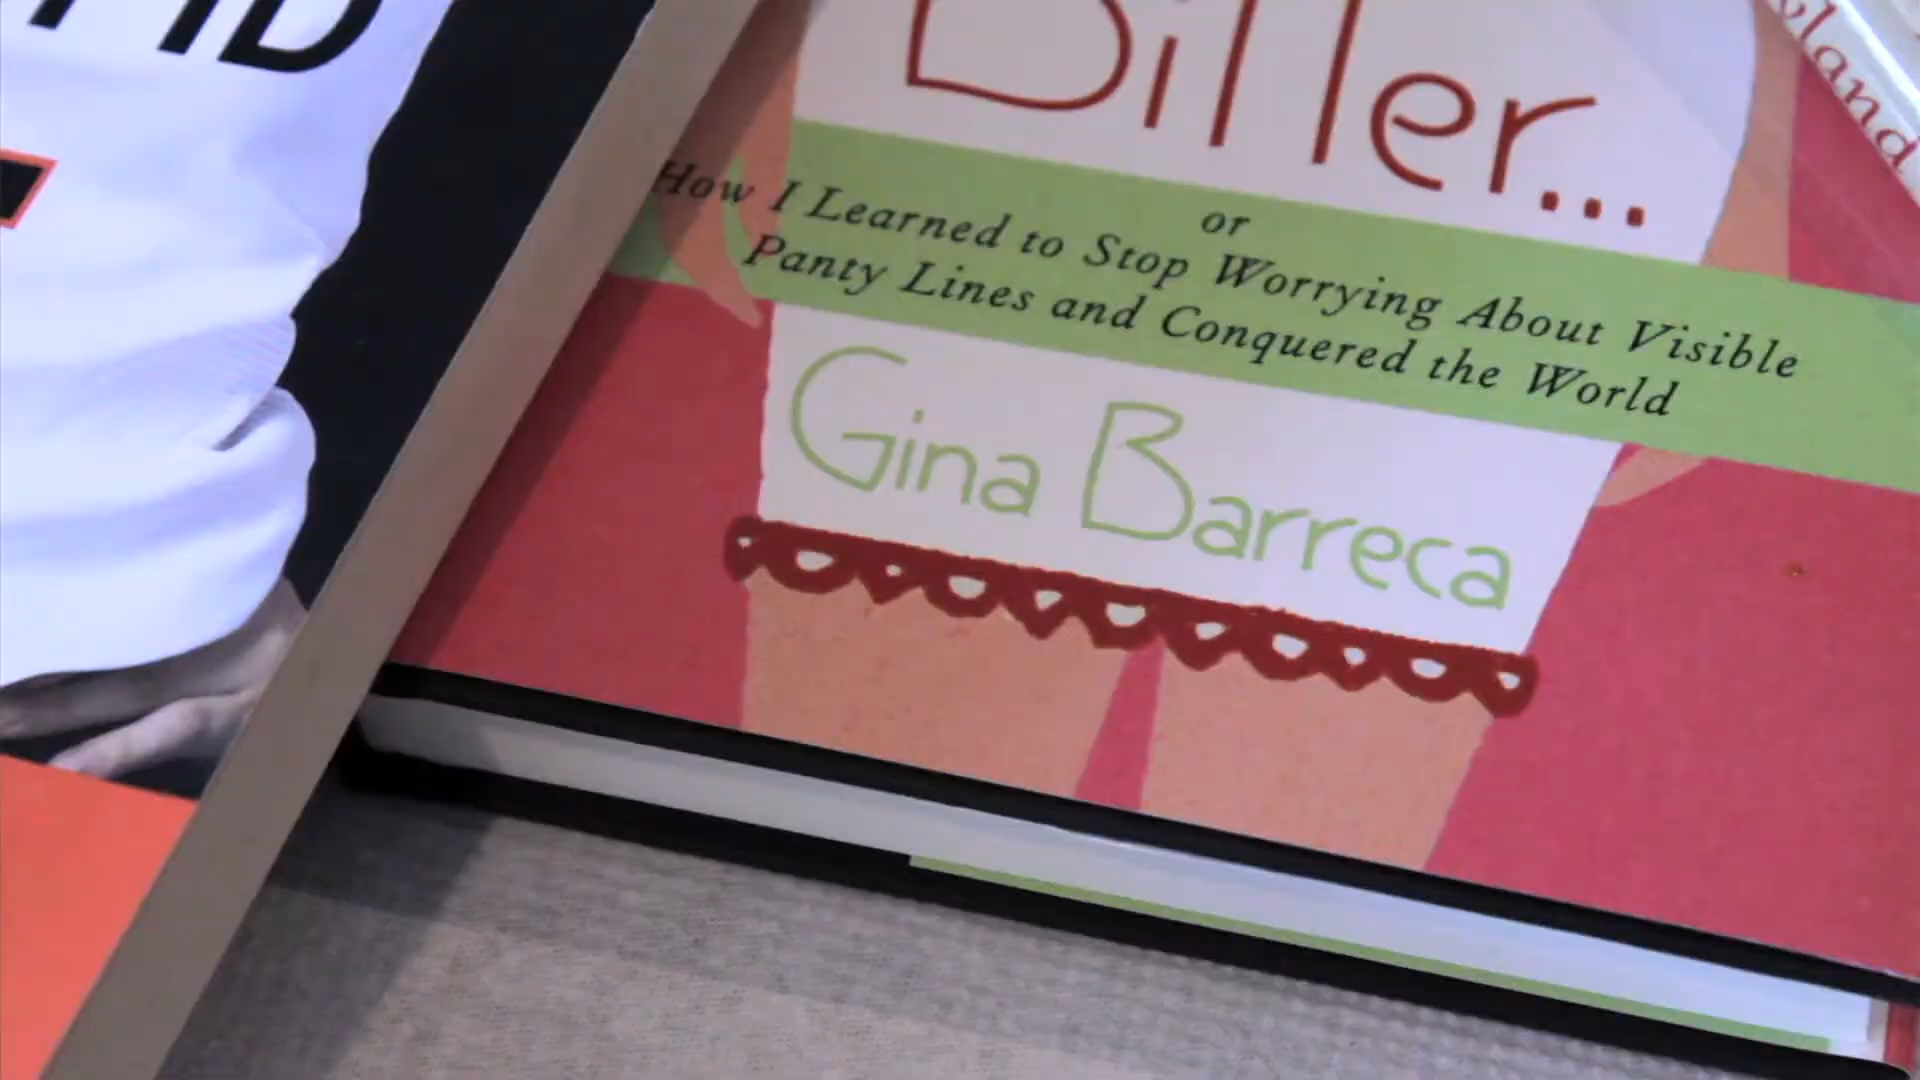 Bitter...
or
How I Learned to Stop Worrying About Visible
Panty Lines and Conquered the World
Gina Barreca